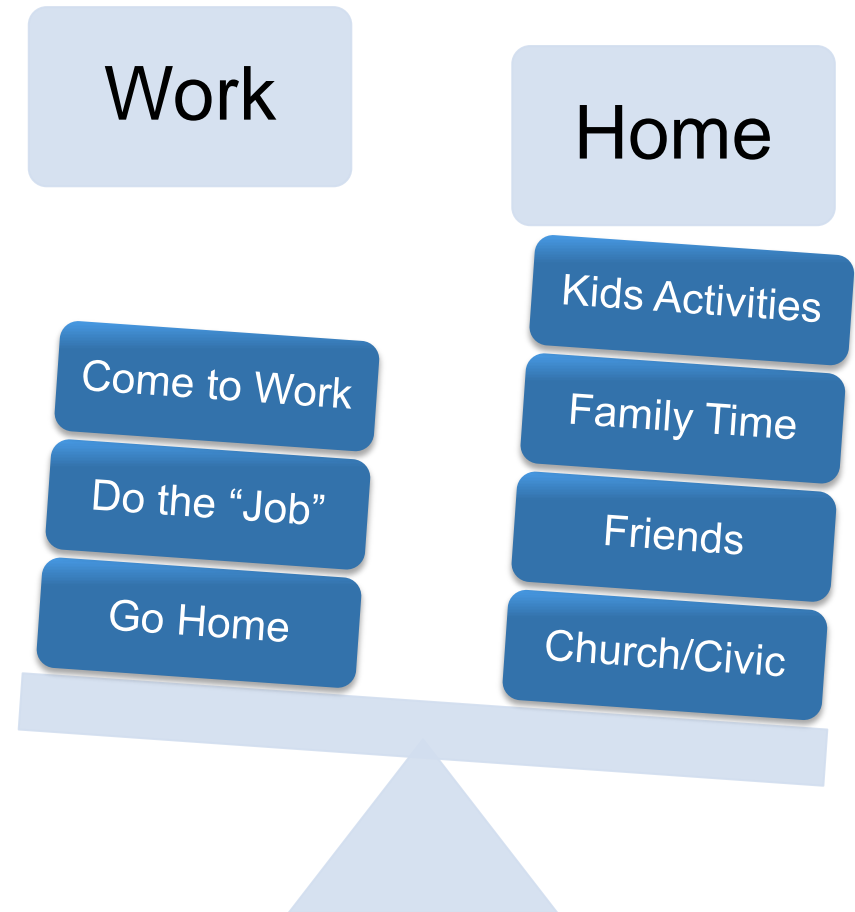 Work
Come to Work
Do the “Job”
Go Home
Home
Kids Activities
Family Time
Friends
Church/Civic